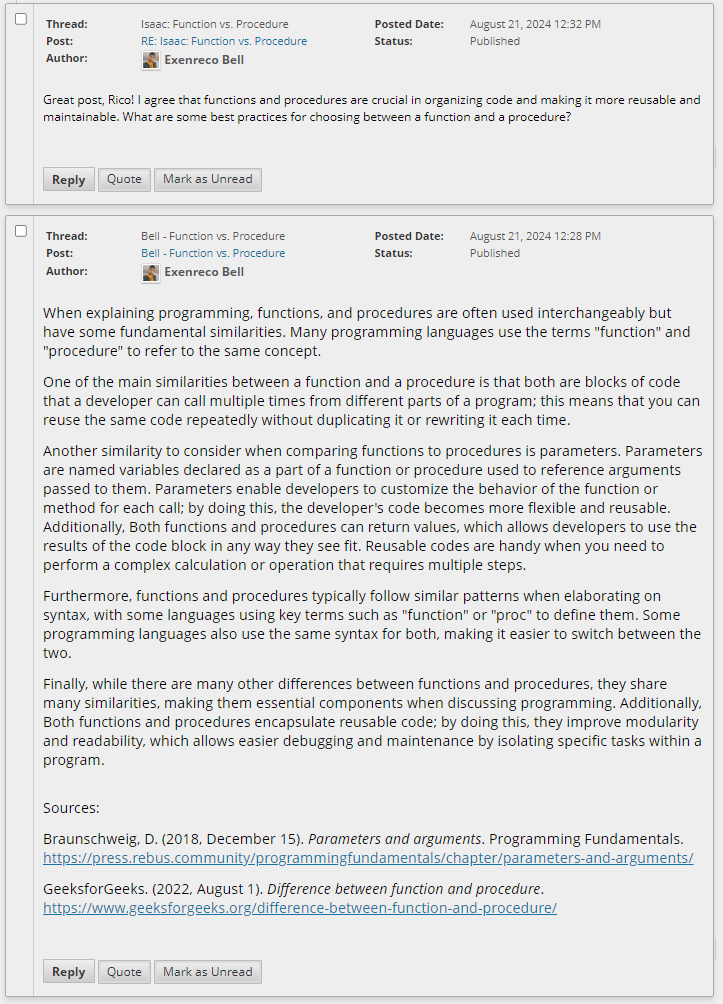 Thread: Isaac: Function vs. Procedure Posted Date: August 21, 2024 12:32 PM
Post: RE: Isaac: Function vs. Procedure Status: Published
Author: Exenreco Bell
Great post, Rico! I agree that functions and procedures are crucial in organizing code and making it more reusable and
maintainable. What are some best practices for choosing between a function and a procedure?
Reply Quote Mark as Unread
Thread: Bell - Function vs. Procedure Posted Date: August 21, 2024 12:28 PM
Post: Bell - Function vs. Procedure Status: Published
Author: Exenreco Bell
When explaining programming, functions, and procedures are often used interchangeably but
have some fundamental similarities. Many programming languages use the terms "function" and
"procedure" to refer to the same concept.
One of the main similarities between a function and a procedure is that both are blocks of code
that a developer can call multiple times from different parts of a program; this means that you can
reuse the same code repeatedly without duplicating it or rewriting it each time.
Another similarity to consider when comparing functions to procedures is parameters. Parameters
are named variables declared as a part of a function or procedure used to reference arguments
passed to them. Parameters enable developers to customize the behavior of the function or
method for each call; by doing this, the developer's code becomes more flexible and reusable.
Additionally, Both functions and procedures can return values, which allows developers to use the
results of the code block in any way they see fit. Reusable codes are handy when you need to
perform a complex calculation or operation that requires multiple steps.
Furthermore, functions and procedures typically follow similar patterns when elaborating on
syntax, with some languages using key terms such as "function" or "proc" to define them. Some
programming languages also use the same syntax for both, making it easier to switch between the
two.
Finally, while there are many other differences between functions and procedures, they share
many similarities, making them essential components when discussing programming. Additionally,
Both functions and procedures encapsulate reusable code; by doing this, they improve modularity
and readability, which allows easier debugging and maintenance by isolating specific tasks within a
program.
Sources:
Braunschweig, D. (2018, December 15). Parameters and arguments. Programming Fundamentals.
https://press.rebus.community/programmingfundamentals/chapter/parameters-and-arguments/
GeeksforGeeks. (2022, August 1). Difference between function and procedure.
https://www.geeksforgeeks.org/difference-between-function-and-procedure/
Reply Quote Mark as Unread